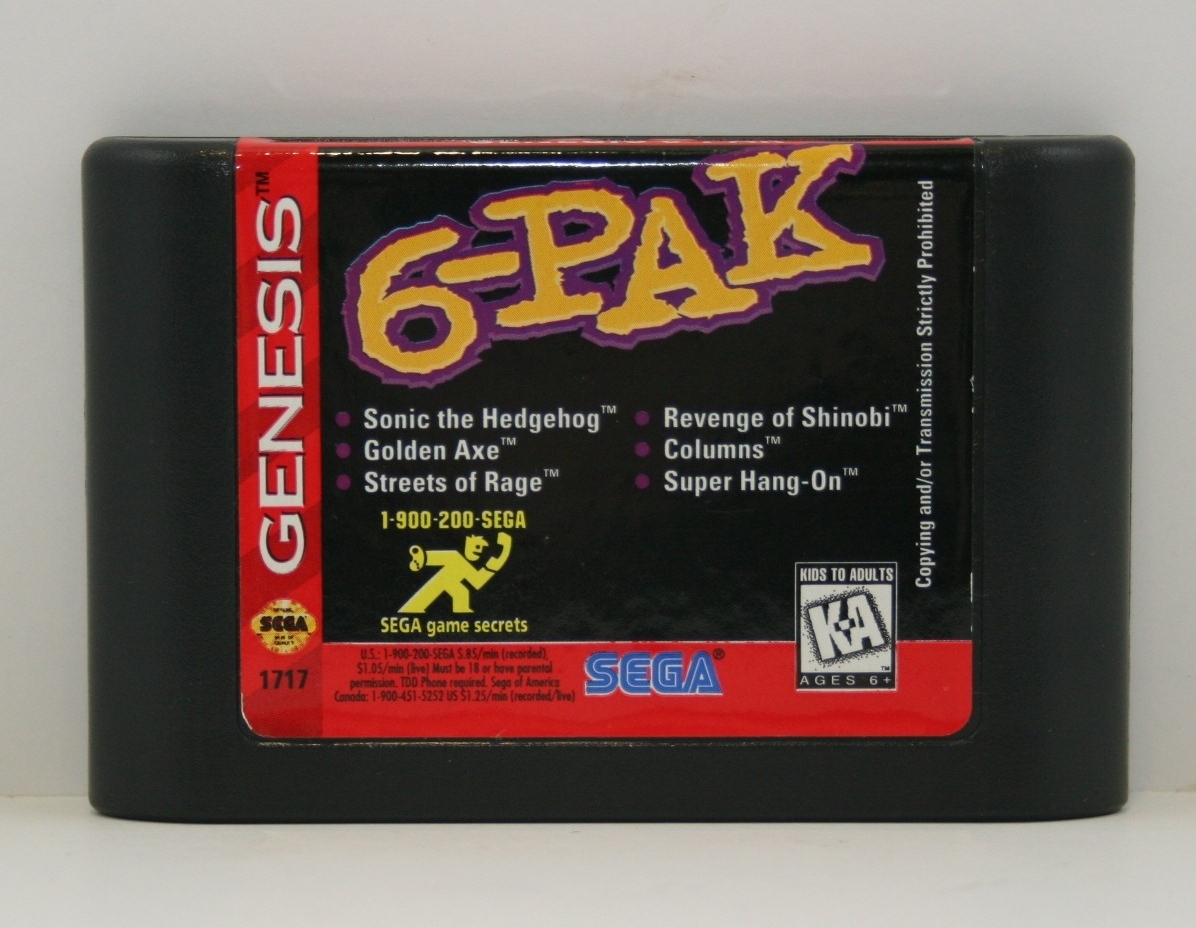 GENESIS™
6-PAK
• Sonic the Hedgehog™
• Golden Axe™
• Streets of Rage™
• Revenge of Shinobi™
• Columns™
• Super Hang-On™
Copying and/or Transmission Strictly Prohibited
1-900-200-SEGA
SEGA game secrets
KIDS TO ADULTS
K-A
™
AGES 6+
SEGA
1717
U.S.: 1-900-200-SEGA $.85/min (recorded),
$1.05/min (live) Must be 18 or have parental
permission. TDD Phone required. Sega of America
Canada: 1-900-451-5252 US $1.25/min (recorded/live)
SEGA®